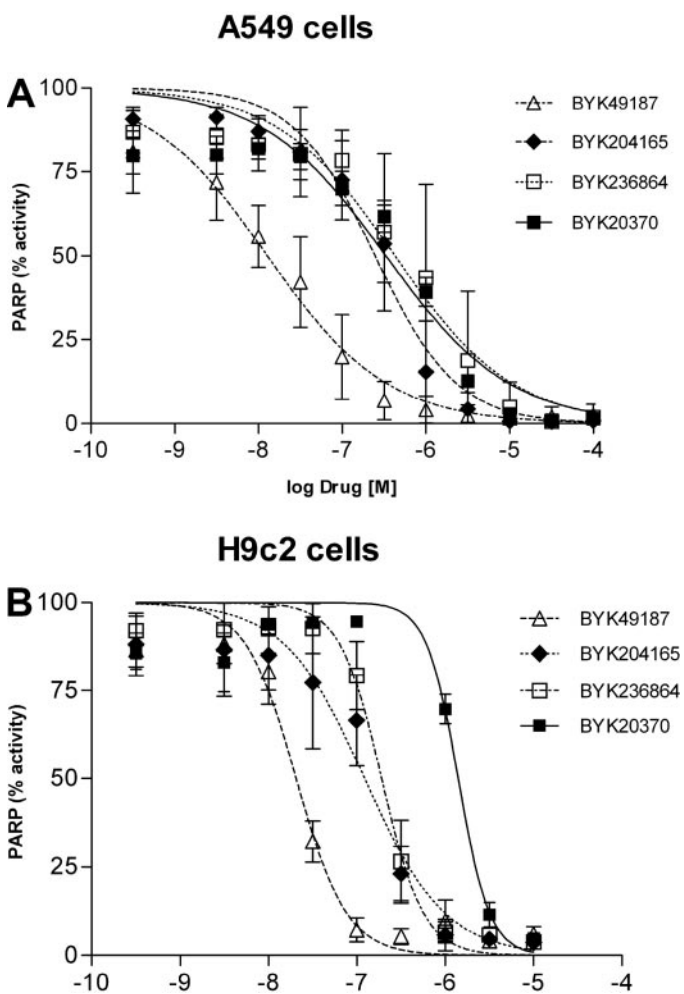 A549 cells
A
100
75
50
25
0
PARP (% activity)
-10
-9
-8
-7
-6
-5
-4
log Drug [M]
BYK49187
BYK204165
BYK236864
BYK20370
H9c2 cells
B
100
75
50
25
0
PARP (% activity)
-10
-9
-8
-7
-6
-5
-4
BYK49187
BYK204165
BYK236864
BYK20370